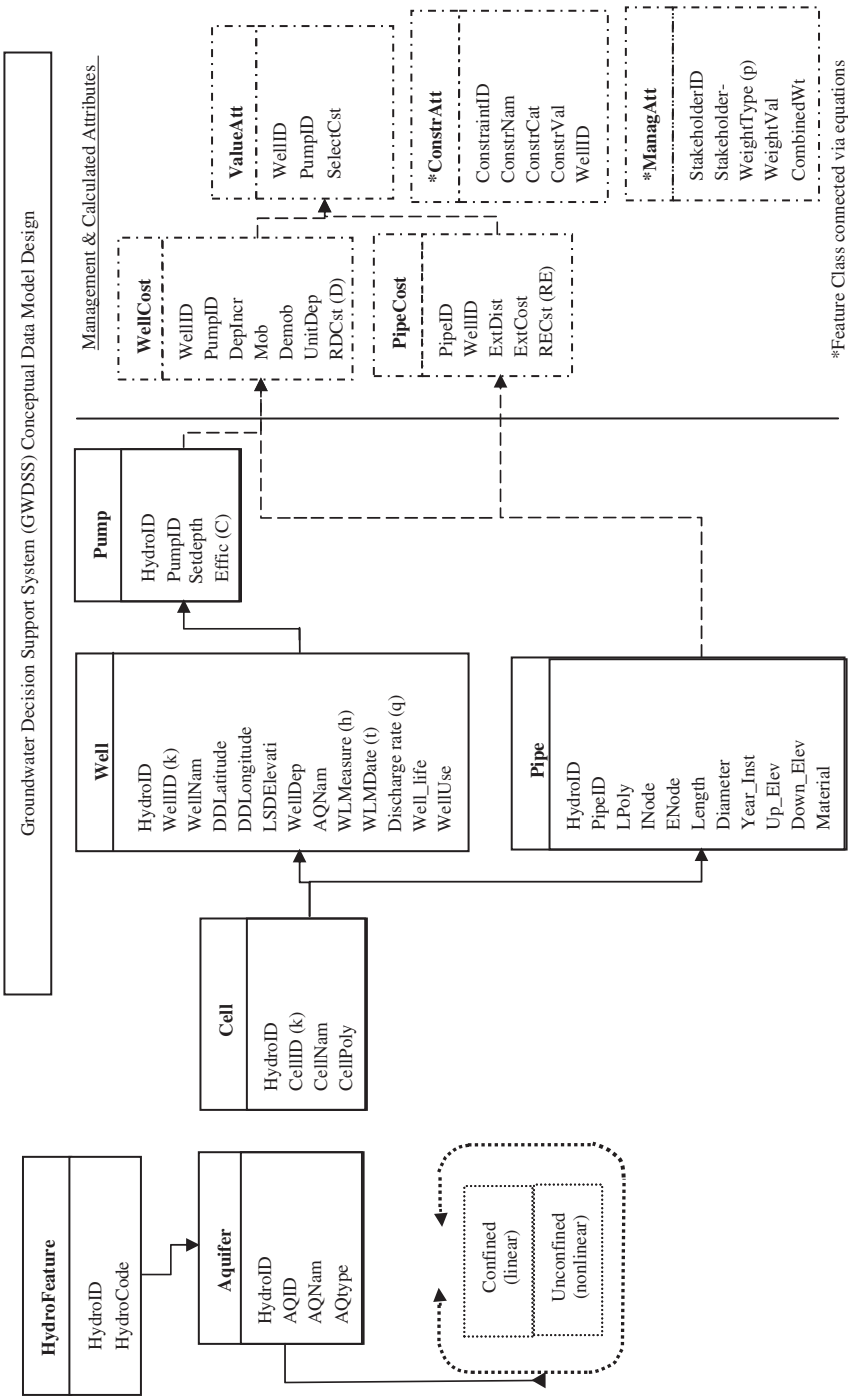 Groundwater Decision Support System (GWDSS) Conceptual Data Model Design
HydroFeature
HydroID
HydroCode
Aquifer
HydroID
AQID
AQNam
AQtype
Confined
(linear)
Unconfined
(nonlinear)
Cell
HydroID
CellID (k)
CellNam
CellPoly
Well
HydroID
WellID (k)
WellNam
DDLatitude
DDLongitude
LSDElevati
WellDep
AQNam
WLMeasure (h)
WLMDate (t)
Discharge rate (q)
Well_life
WellUse
Pipe
HydroID
PipeID
LPoly
INode
ENode
Length
Diameter
Year_Inst
Up_Elev
Down_Elev
Material
Pump
HydroID
PumpID
Setdepth
Effic (C)
Management & Calculated Attributes
WellCost
WellID
PumpID
DepIncr
Mob
Demob
UnitDep
RDCst (D)
PipeCost
PipeID
WellID
ExtDist
ExtCost
RECst (RE)
ValueAtt
WellID
PumpID
SelectCst
*ConstrAtt
ConstraintID
ConstrNam
ConstrCat
ConstrVal
WellID
*ManagAtt
StakeholderID
Stakeholder-
WeightType (p)
WeightVal
CombinedWt
*Feature Class connected via equations